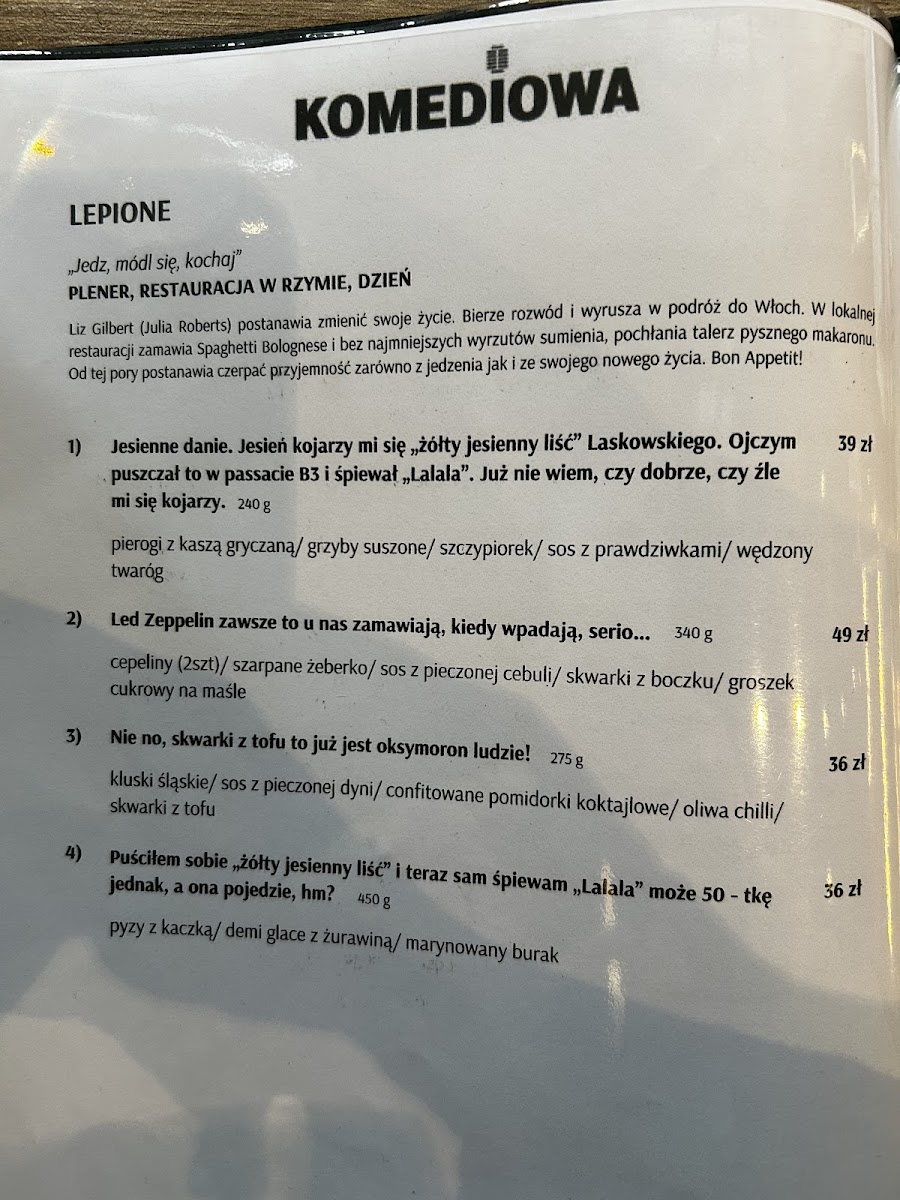 KOMEDIOWA
LEPIONE
„Jedz, módl się, kochaj”
PLENER, RESTAURACJA W RZYMIE, DZIEŃ
Liz Gilbert (Julia Roberts) postanawia zmienić swoje życie. Bierze rozwód i wyrusza w podróż do Włoch. W lokalnej
restauracji zamawia Spaghetti Bolognese i bez najmniejszych wyrzutów sumienia, pochłania talerz pysznego makaronu.
Od tej pory postanawia czerpać przyjemność zarówno z jedzenia jak i ze swojego nowego życia. Bon Appetit!
1) Jesienne danie. Jesień kojarzy mi się „żółty jesienny liść” Laskowskiego. Ojczym 39 zł
puszczał to w passacie B3 i śpiewał „Lalala”. Już nie wiem, czy dobrze, czy źle
mi się kojarzy. 240 g
pierogi z kaszą gryczaną/ grzyby suszone/ szczypiorek/ sos z prawdziwkami/ wędzony
twaróg
2) Led Zeppelin zawsze to u nas zamawiają, kiedy wpadają, serio... 340 g 49 zł
cepeliny (2szt)/ szarpane żeberko/ sos z pieczonej cebuli/ skwarki z boczku/ groszek
cukrowy na maśle
3) Nie no, skwarki z tofu to już jest oksymoron ludzie! 275 g 36 zł
kluski śląskie/ sos z pieczonej dyni/ confitowane pomidorki koktajlowe/ oliwa chilli/
skwarki z tofu
4) Puściłem sobie „żółty jesienny liść” i teraz sam śpiewam „Lalala” może 50 - tkę 36 zł
jednak, a ona pojedzie, hm? 450 g
pyzy z kaczką/ demi glace z żurawiną/ marynowany burak